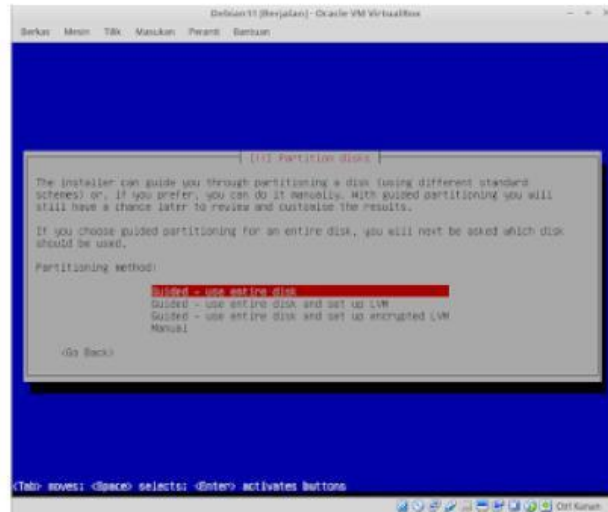 Debian11 [Berjalan] - Oracle VM VirtualBox
Berkas Mesin Tilik Masukan Peranti Bantuan
[!!] Partition disks
The installer can guide you through partitioning a disk (using different standard
schemes) or, if you prefer, you can do it manually. With guided partitioning you will
still have a chance later to review and customise the results.
If you choose guided partitioning for an entire disk, you will next be asked which disk
should be used.
Partitioning method:
Guided - use entire disk
Guided - use entire disk and set up LVM
Guided - use entire disk and set up encrypted LVM
Manual
<Go Back>
<Tab> moves; <Space> selects; <Enter> activates buttons
Ctrl Kanan